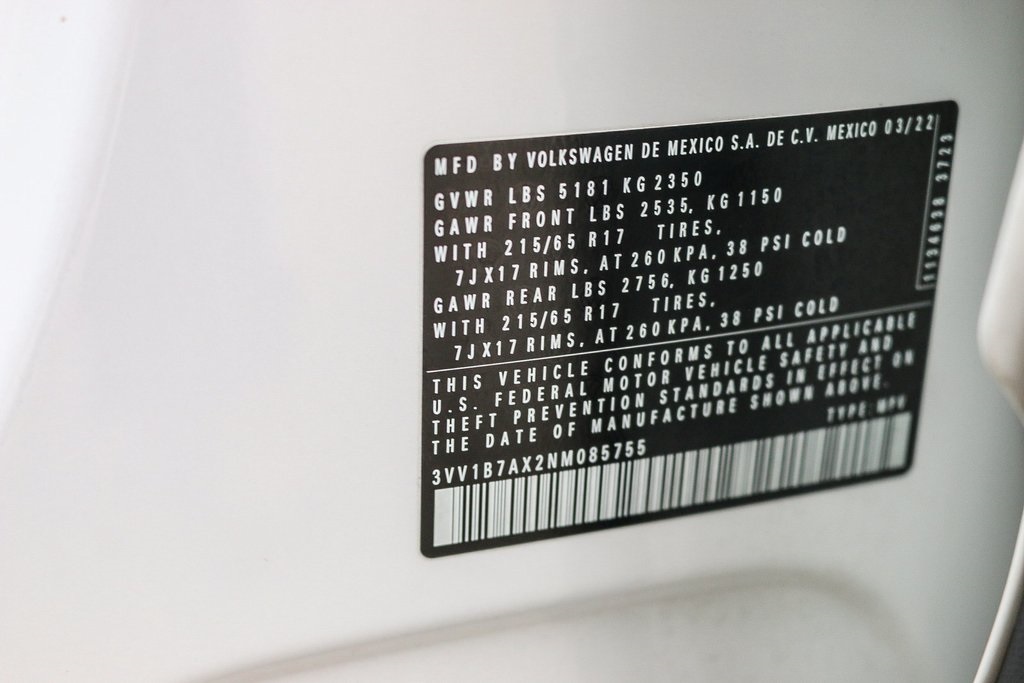 MFD BY VOLKSWAGEN DE MEXICO S.A. DE C.V. MEXICO 03/22
GVWR LBS 5181 KG 2350
GAWR FRONT LBS 2535, KG 1150
WITH 215/65 R17 TIRES,
7JX17 RIMS, AT 260 KPA, 38 PSI COLD
GAWR REAR LBS 2756, KG 1250
WITH 215/65 R17 TIRES,
7JX17 RIMS, AT 260 KPA, 38 PSI COLD
THIS VEHICLE CONFORMS TO ALL APPLICABLE
U.S. FEDERAL MOTOR VEHICLE SAFETY AND
THEFT PREVENTION STANDARDS IN EFFECT ON
THE DATE OF MANUFACTURE SHOWN ABOVE.
TYPE: MPV
3VV1B7AX2NM085755
3723